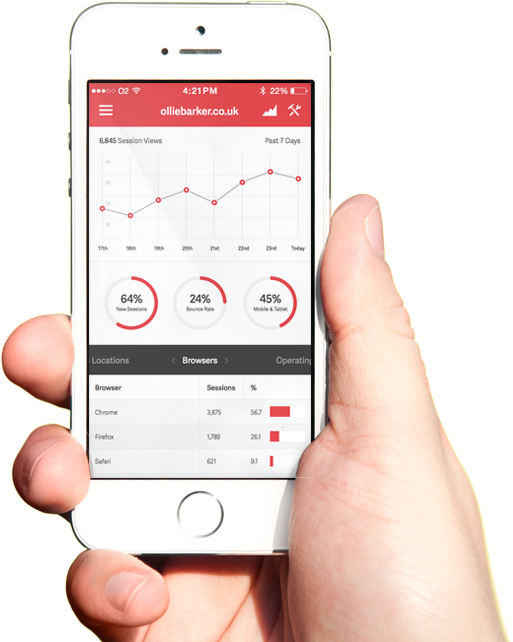 O2 4:21PM 22%
olliebarker.co.uk
6,845 Session Views Past 7 Days
17th 18th 19th 20th 21st 22nd 23rd Today
64% 24% 45%
New Sessions Bounce Rate Mobile & Tablet
Locations < Browsers > Operating
Browser Sessions %
Chrome 3,875 56.7
Firefox 1,789 26.1
Safari 621 9.1